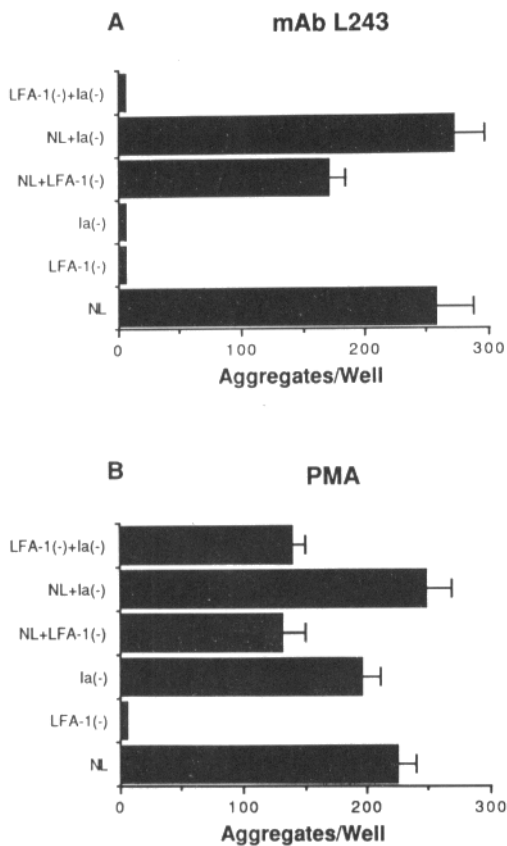 A
mAb L243
LFA-1(-)+Ia(-)
NL+Ia(-)
NL+LFA-1(-)
Ia(-)
LFA-1(-)
NL
0 100 200 300
Aggregates/Well
B
PMA
LFA-1(-)+Ia(-)
NL+Ia(-)
NL+LFA-1(-)
Ia(-)
LFA-1(-)
NL
0 100 200 300
Aggregates/Well